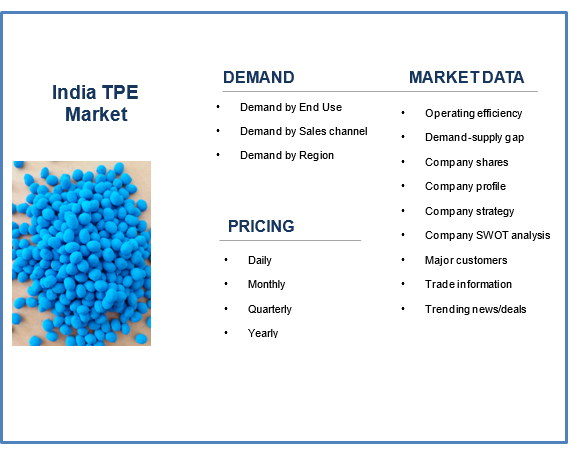 India TPE
Market
DEMAND
• Demand by End Use
• Demand by Sales channel
• Demand by Region
PRICING
• Daily
• Monthly
• Quarterly
• Yearly
MARKET DATA
• Operating efficiency
• Demand-supply gap
• Company shares
• Company profile
• Company strategy
• Company SWOT analysis
• Major customers
• Trade information
• Trending news/deals